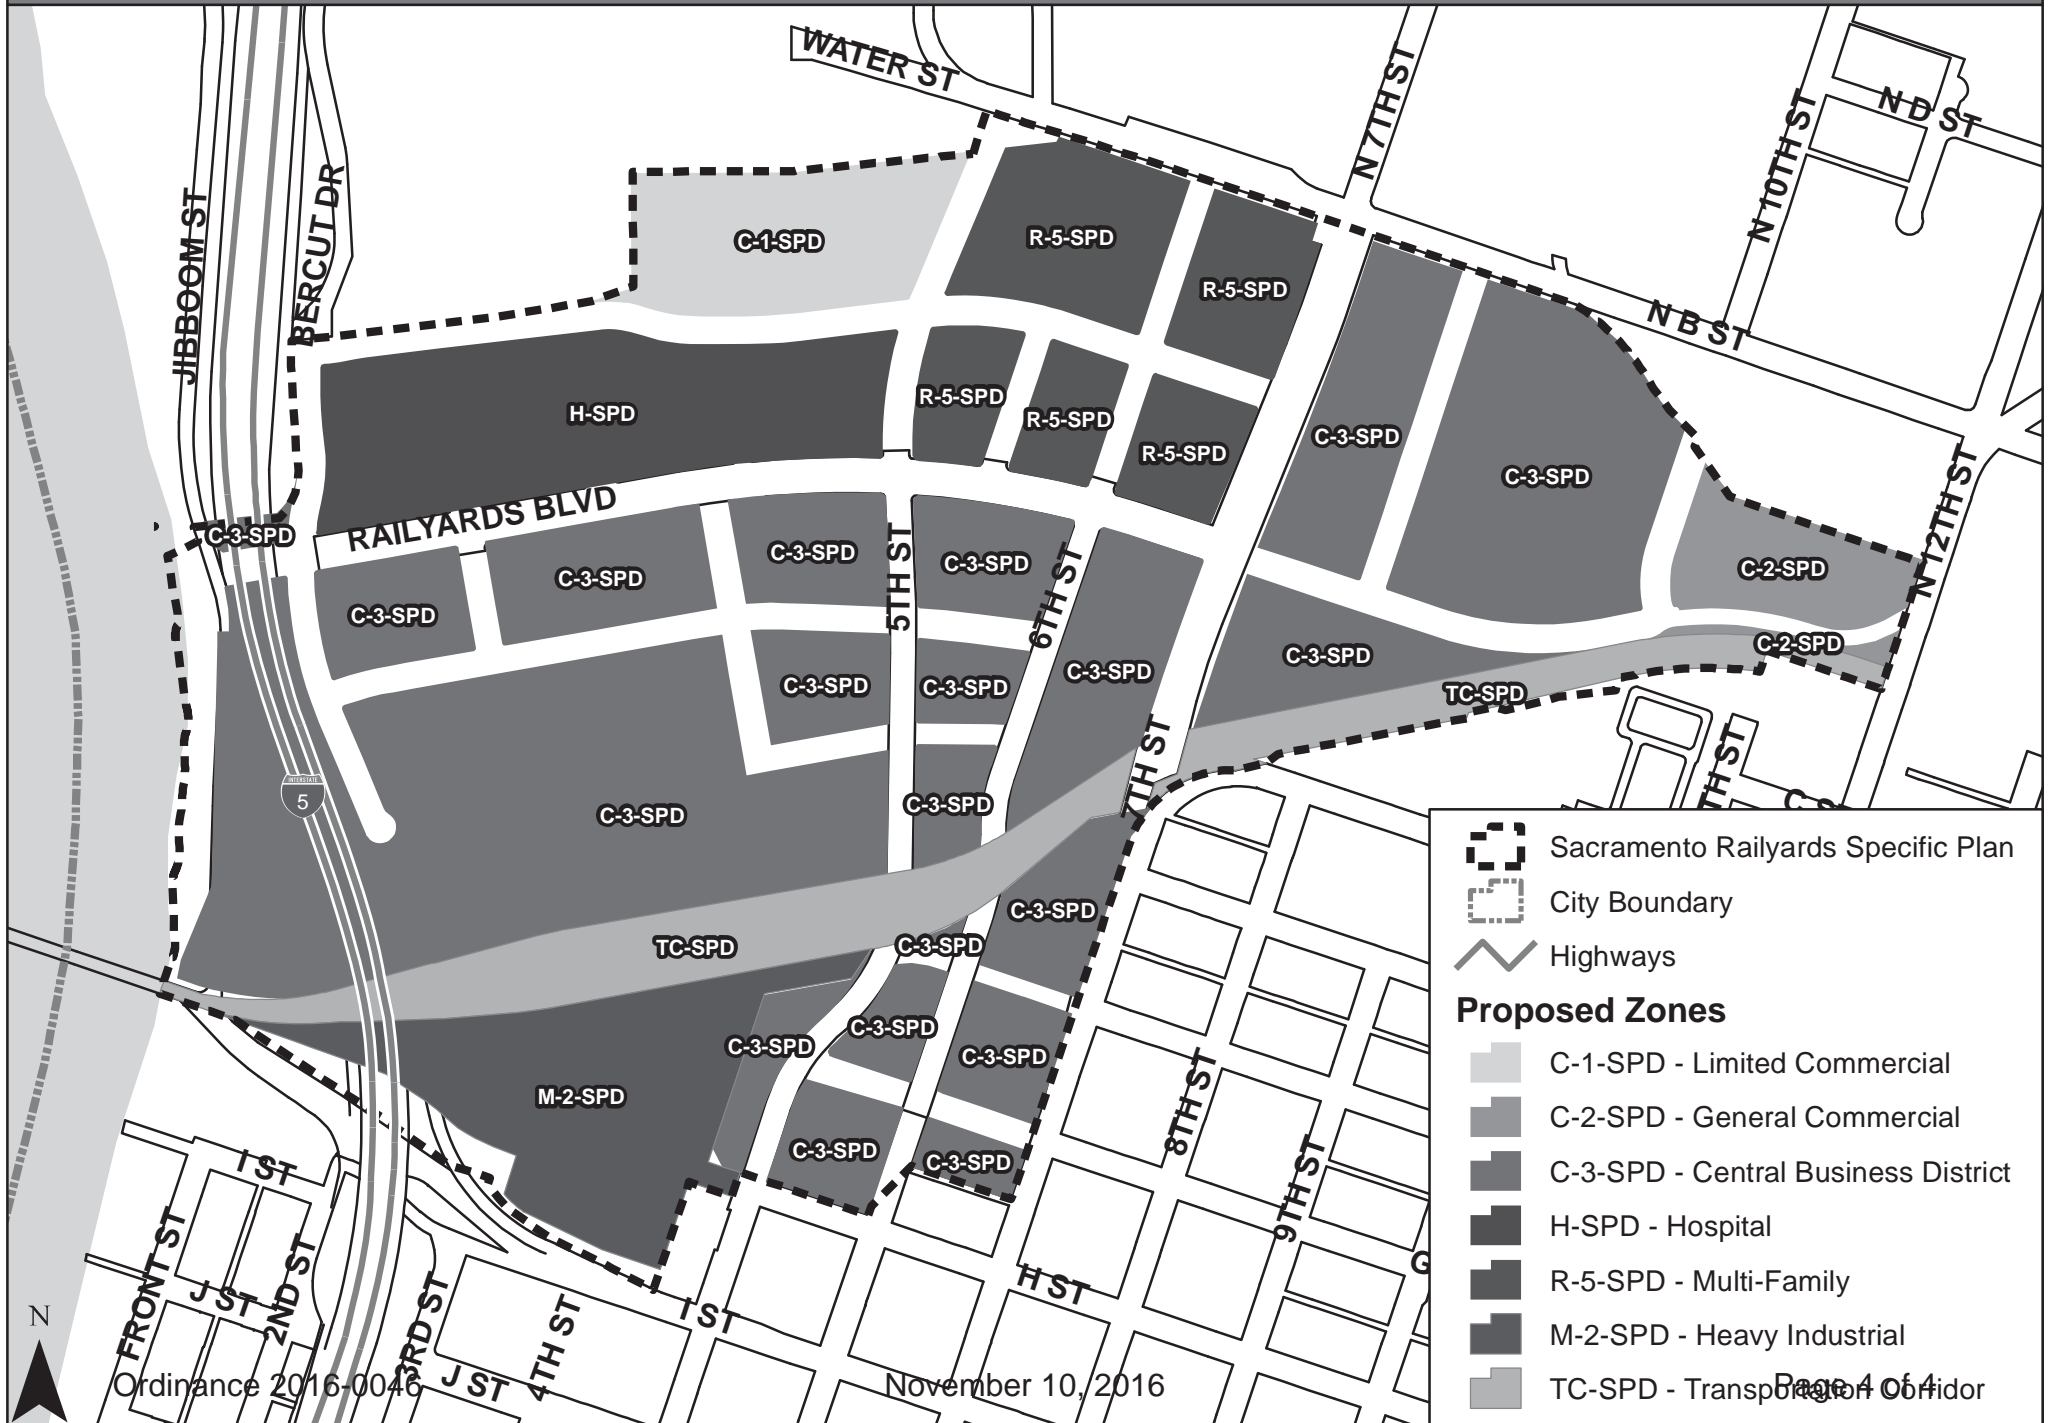 WATER ST
N 7TH ST
N 10TH ST
N D ST
JIBBOOM ST
BERCUT DR
C-1-SPD
R-5-SPD
R-5-SPD
N B ST
H-SPD
R-5-SPD
R-5-SPD
R-5-SPD
C-3-SPD
C-3-SPD
N 12TH ST
C-3-SPD
RAILYARDS BLVD
C-3-SPD
C-3-SPD
C-3-SPD
C-3-SPD
5TH ST
6TH ST
C-2-SPD
C-2-SPD
C-3-SPD
C-3-SPD
C-3-SPD
C-3-SPD
TC-SPD
7TH ST
TH ST
C S
INTERSTATE
5
C-3-SPD
C-3-SPD
C-3-SPD
C-3-SPD
TC-SPD
C-3-SPD
C-3-SPD
C-3-SPD
M-2-SPD
C-3-SPD
C-3-SPD
8TH ST
9TH ST
I ST
FRONT ST
J ST
2ND ST
3RD ST
4TH ST
J ST
I ST
H ST
G
N
Sacramento Railyards Specific Plan
City Boundary
Highways
Proposed Zones
C-1-SPD - Limited Commercial
C-2-SPD - General Commercial
C-3-SPD - Central Business District
H-SPD - Hospital
R-5-SPD - Multi-Family
M-2-SPD - Heavy Industrial
TC-SPD - Transportation Corridor
Ordinance 2016-0046
November 10, 2016
Page 4 of 4